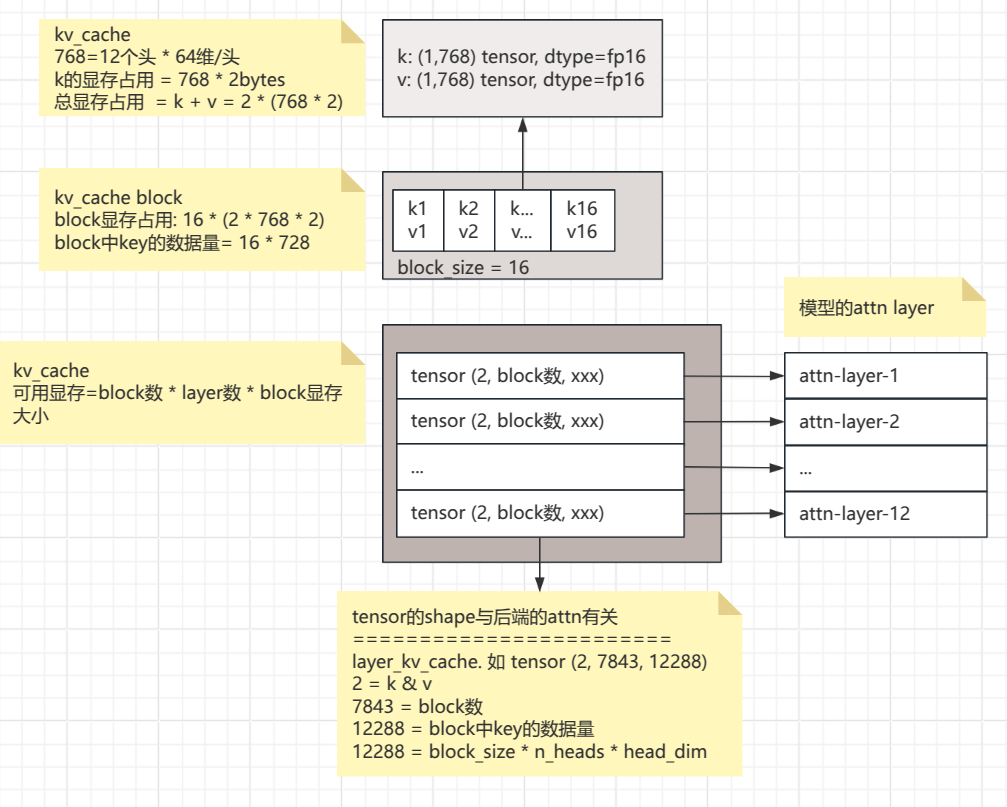 kv_cache
768=12个头 * 64维/头
k的显存占用 = 768 * 2bytes
总显存占用 = k + v = 2 * (768 * 2)
k: (1,768) tensor, dtype=fp16
v: (1,768) tensor, dtype=fp16
kv_cache block
block显存占用: 16 * (2 * 768 * 2)
block中key的数据量= 16 * 728
k1 k2 k... k16
v1 v2 v... v16
block_size = 16
模型的attn layer
kv_cache
可用显存=block数 * layer数 * block显存
大小
tensor (2, block数, xxx)
tensor (2, block数, xxx)
...
tensor (2, block数, xxx)
attn-layer-1
attn-layer-2
...
attn-layer-12
tensor的shape与后端的attn有关
========================
layer_kv_cache. 如 tensor (2, 7843, 12288)
2 = k & v
7843 = block数
12288 = block中key的数据量
12288 = block_size * n_heads * head_dim